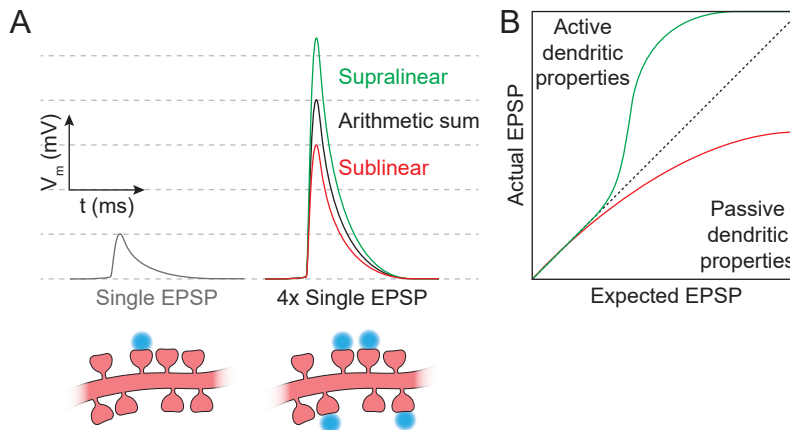 A
Supralinear
Arithmetic sum
Sublinear
Vm (mV)
t (ms)
Single EPSP
4x Single EPSP
B
Active
dendritic
properties
Actual EPSP
Passive
dendritic
properties
Expected EPSP